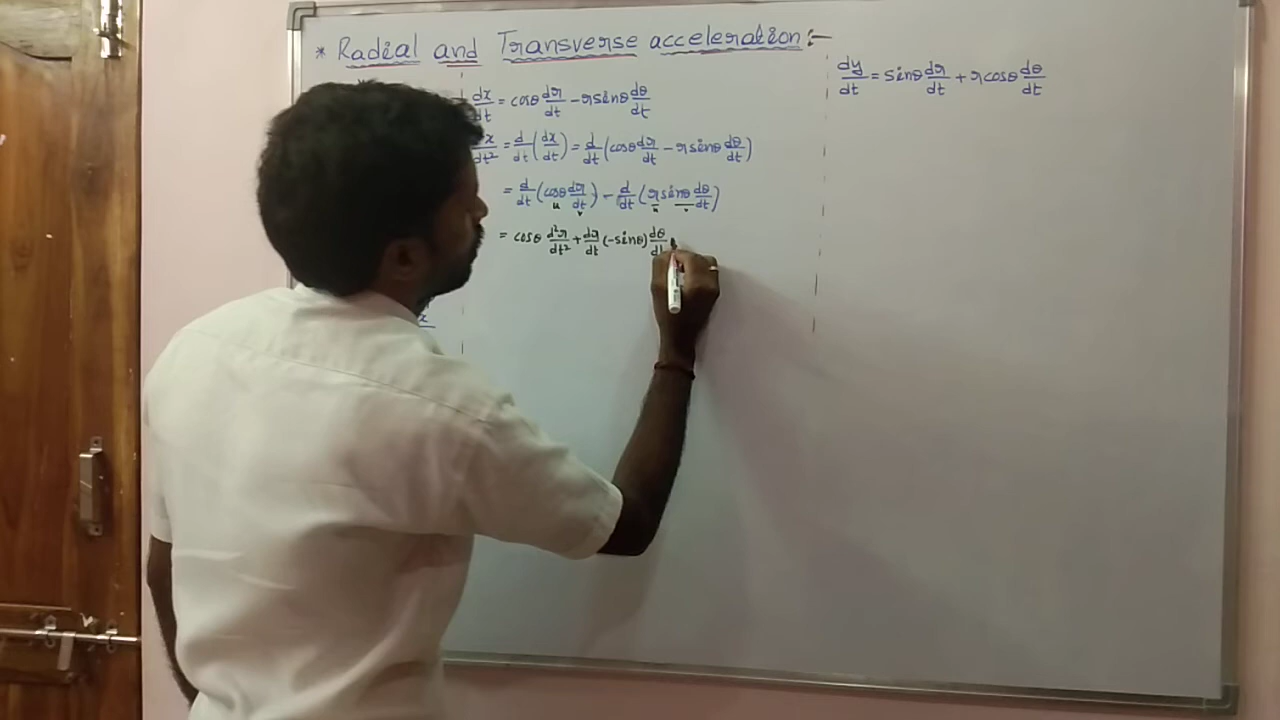 * Radial and Transverse acceleration :-
dx/dt = cosθ dr/dt - r sinθ dθ/dt
x/dt² = d/dt (dx/dt) = d/dt (cosθ dr/dt - r sinθ dθ/dt)
= d/dt (cosθ dr/dt) - d/dt (r sinθ dθ/dt)
u v u v
= cosθ d²r/dt² + dr/dt (-sinθ) dθ/dt
x
dy/dt = sinθ dr/dt + r cosθ dθ/dt